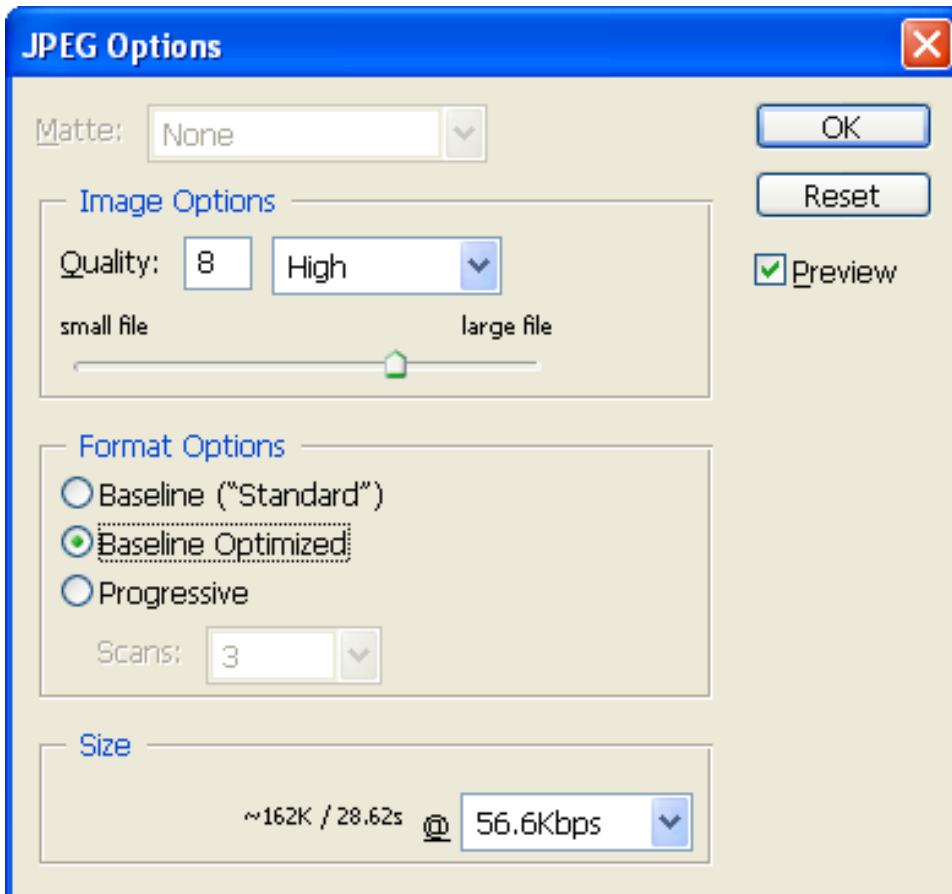 JPEG Options
Matte: None
OK
Image Options
Reset
Quality: 8 High
Preview
small file large file
Format Options
Baseline (“Standard”)
Baseline Optimized
Progressive
Scans: 3
Size
~162K / 28.62s @ 56.6Kbps